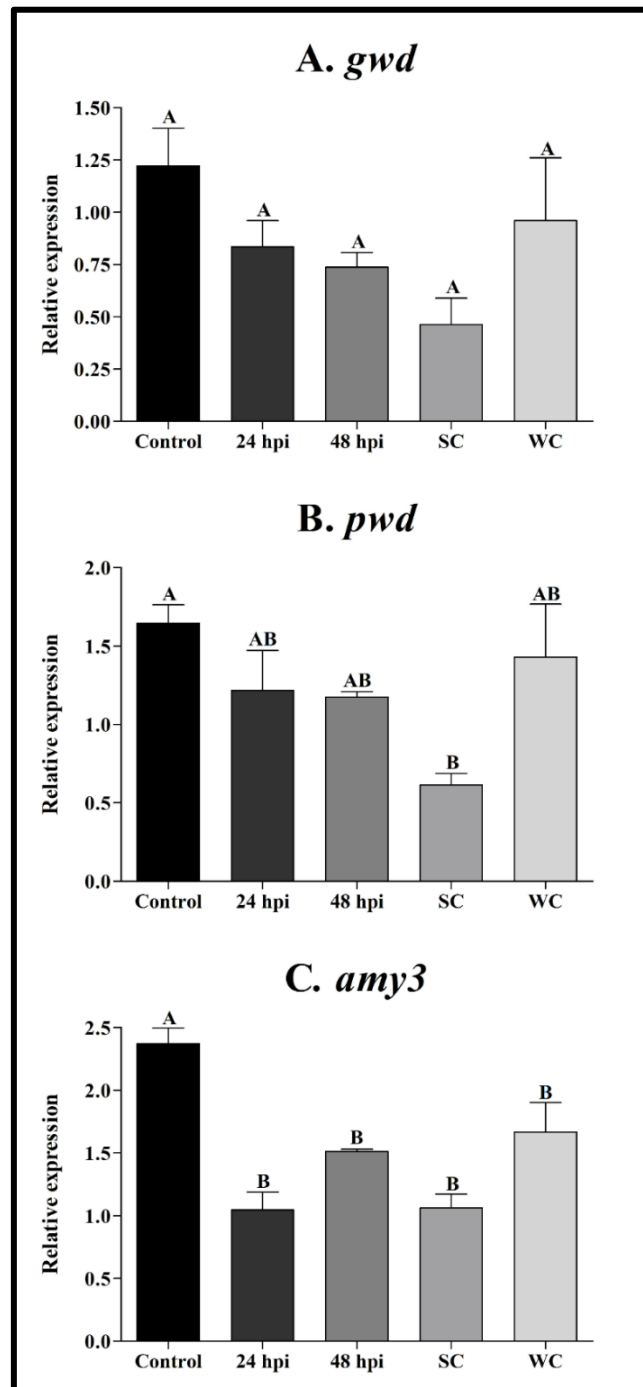 A. gwd
Relative expression
1.50
1.25
1.00
0.75
0.50
0.25
0.00
A
A
A
A
A
Control
24 hpi
48 hpi
SC
WC
B. pwd
Relative expression
2.0
1.5
1.0
0.5
0.0
A
AB
AB
B
AB
Control
24 hpi
48 hpi
SC
WC
C. amy3
Relative expression
2.5
2.0
1.5
1.0
0.5
0.0
A
B
B
B
B
Control
24 hpi
48 hpi
SC
WC